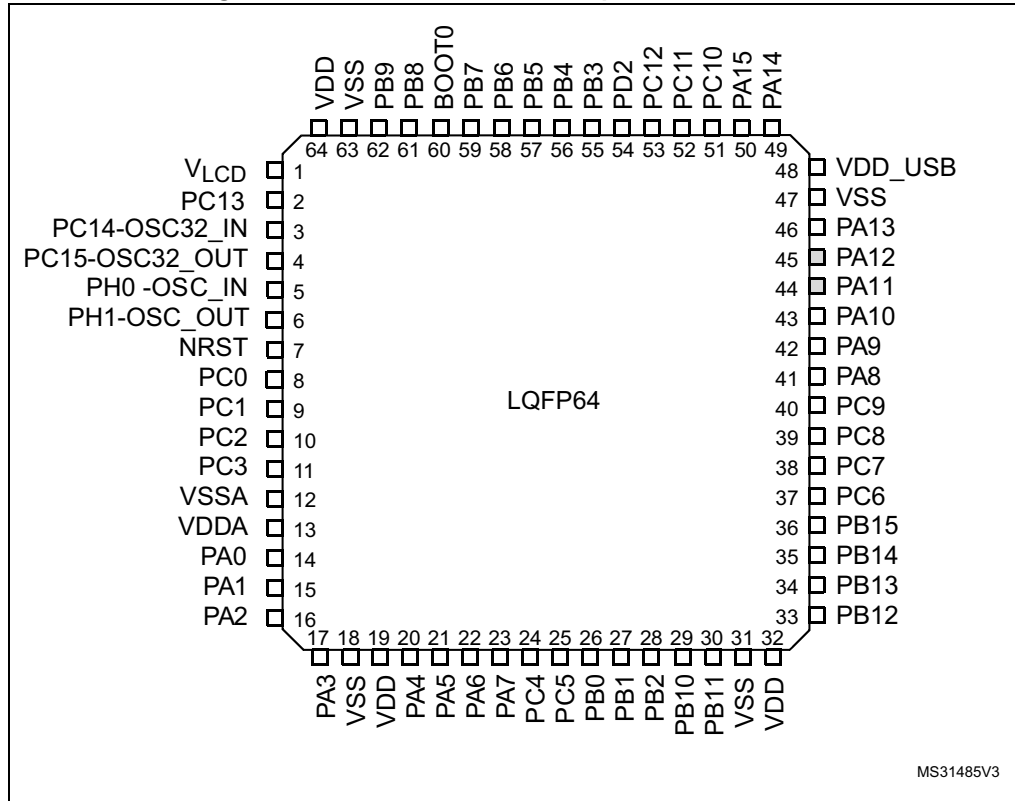 VDD
VSS
PB9
PB8
BOOT0
PB7
PB6
PB5
PB4
PB3
PD2
PC12
PC11
PC10
PA15
PA14
64 63 62 61 60 59 58 57 56 55 54 53 52 51 50 49
VLCD 1
PC13 2
PC14-OSC32_IN 3
PC15-OSC32_OUT 4
PH0 -OSC_IN 5
PH1-OSC_OUT 6
NRST 7
PC0 8
PC1 9
PC2 10
PC3 11
VSSA 12
VDDA 13
PA0 14
PA1 15
PA2 16
LQFP64
48 VDD_USB
47 VSS
46 PA13
45 PA12
44 PA11
43 PA10
42 PA9
41 PA8
40 PC9
39 PC8
38 PC7
37 PC6
36 PB15
35 PB14
34 PB13
33 PB12
17 18 19 20 21 22 23 24 25 26 27 28 29 30 31 32
PA3
VSS
VDD
PA4
PA5
PA6
PA7
PC4
PC5
PB0
PB1
PB2
PB10
PB11
VSS
VDD
MS31485V3